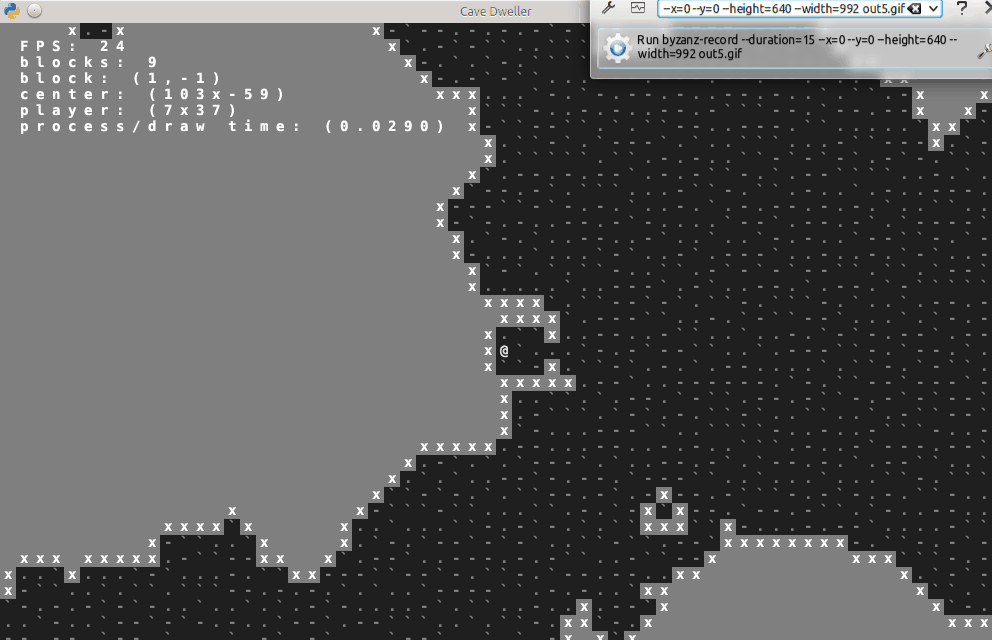 Cave Dweller
FPS: 24
blocks: 9
block: (1,-1)
center: (103x-59)
player: (7x37)
process/draw time: (0.0290)
−x=0 --y=0 −height=640 −width=992 out5.gif
Run byzanz-record --duration=15 −x=0 --y=0 −height=640 --
width=992 out5.gif
@